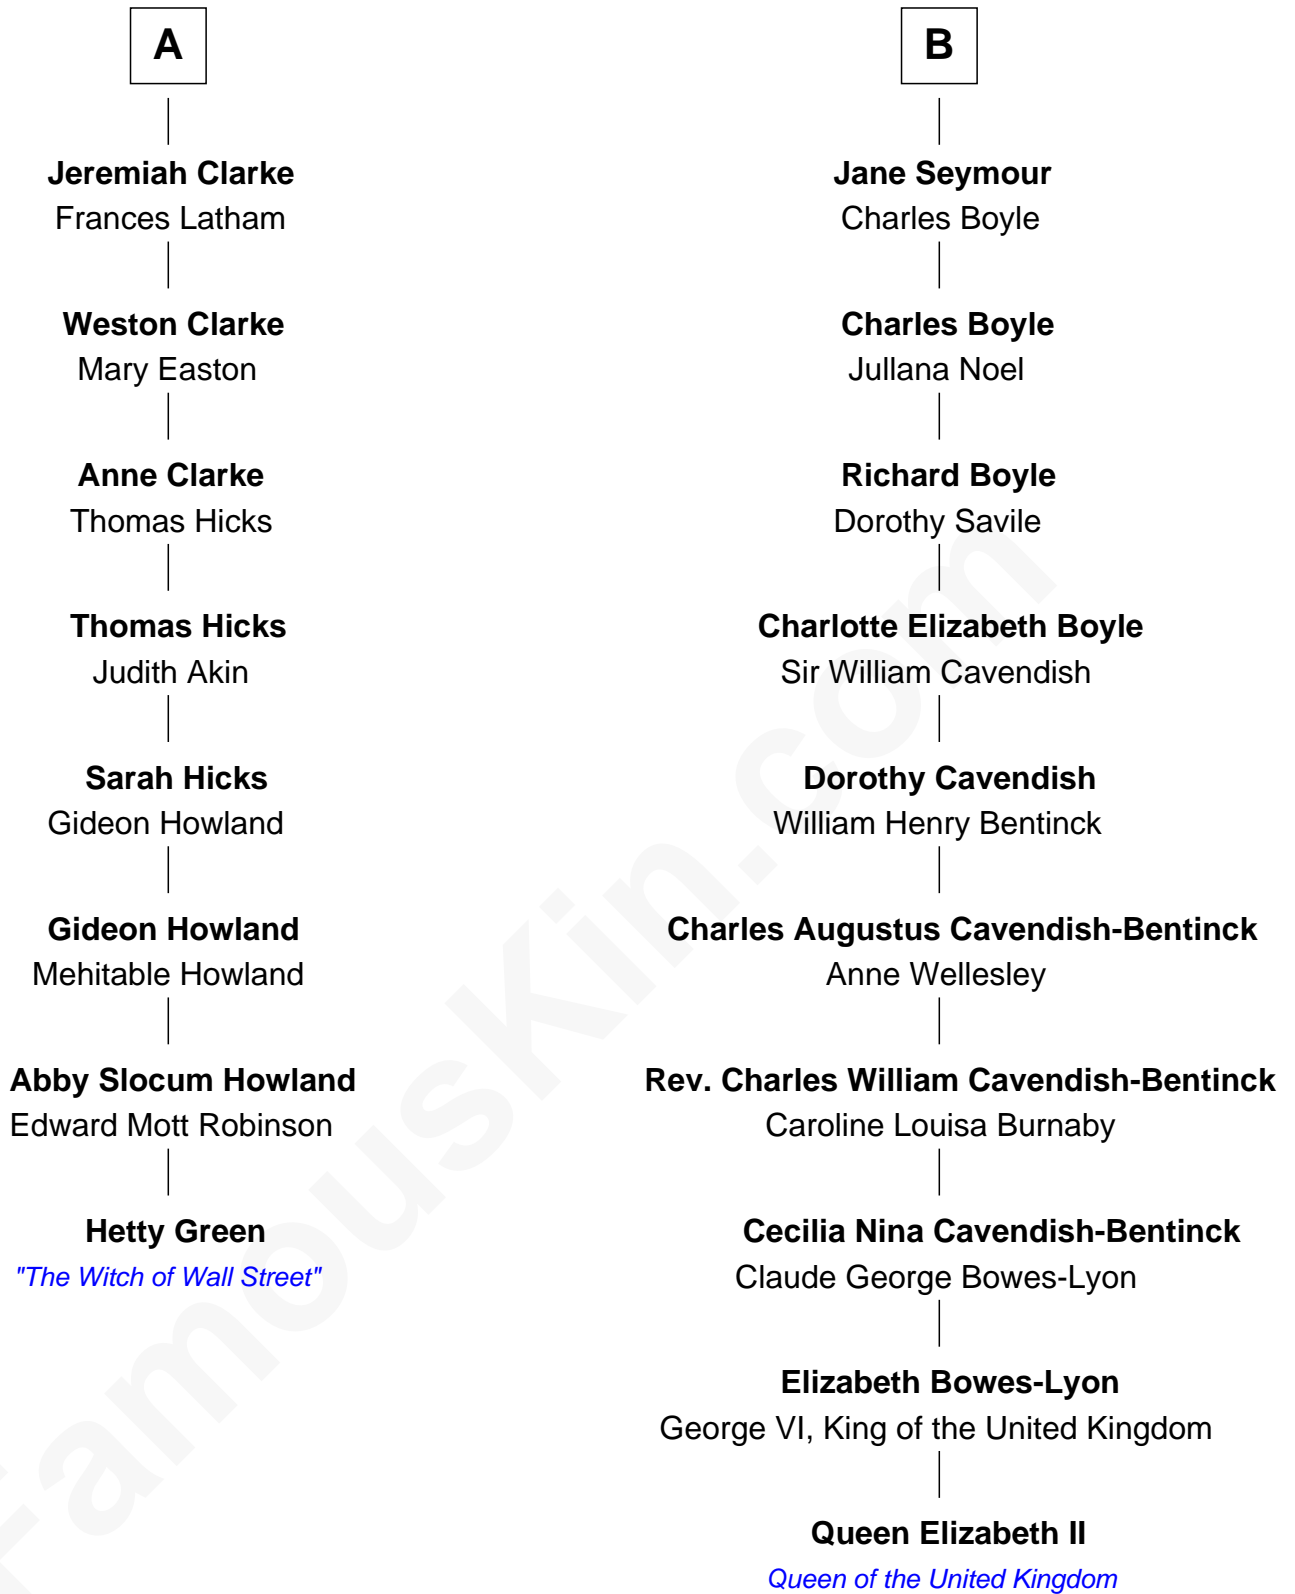 A
Jeremiah Clarke
Frances Latham
Weston Clarke
Mary Easton
Anne Clarke
Thomas Hicks
Thomas Hicks
Judith Akin
Sarah Hicks
Gideon Howland
Gideon Howland
Mehitable Howland
Abby Slocum Howland
Edward Mott Robinson
Hetty Green
"The Witch of Wall Street"
B
Jane Seymour
Charles Boyle
Charles Boyle
Jullana Noel
Richard Boyle
Dorothy Savile
Charlotte Elizabeth Boyle
Sir William Cavendish
Dorothy Cavendish
William Henry Bentinck
Charles Augustus Cavendish-Bentinck
Anne Wellesley
Rev. Charles William Cavendish-Bentinck
Caroline Louisa Burnaby
Cecilia Nina Cavendish-Bentinck
Claude George Bowes-Lyon
Elizabeth Bowes-Lyon
George VI, King of the United Kingdom
Queen Elizabeth II
Queen of the United Kingdom
FamousKin.com